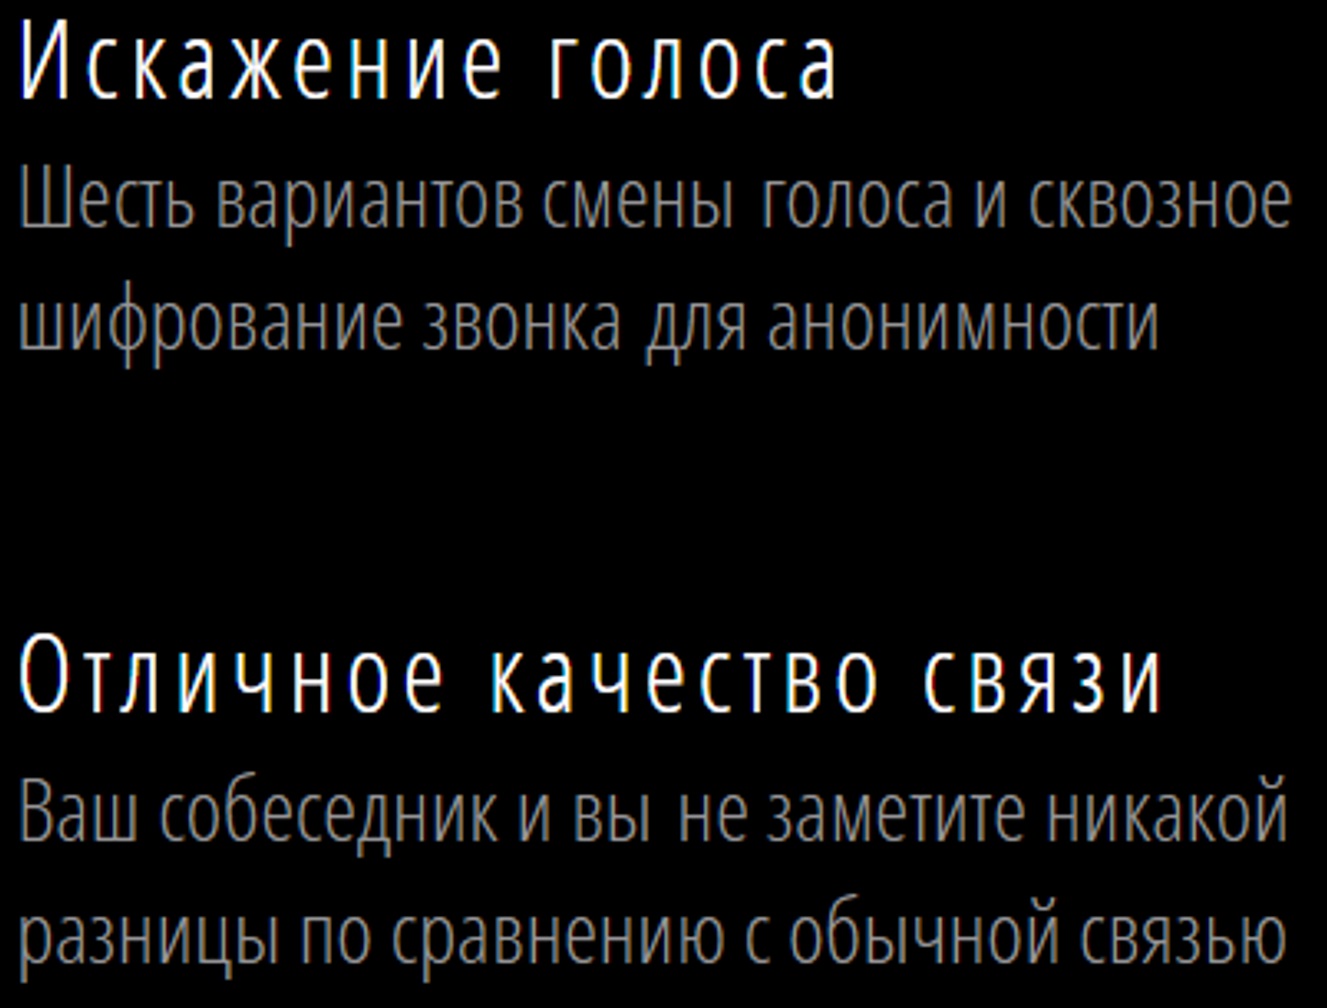 Искажение голоса
Шесть вариантов смены голоса и сквозное
шифрование звонка для анонимности
Отличное качество связи
Ваш собеседник и вы не заметите никакой
разницы по сравнению с обычной связью